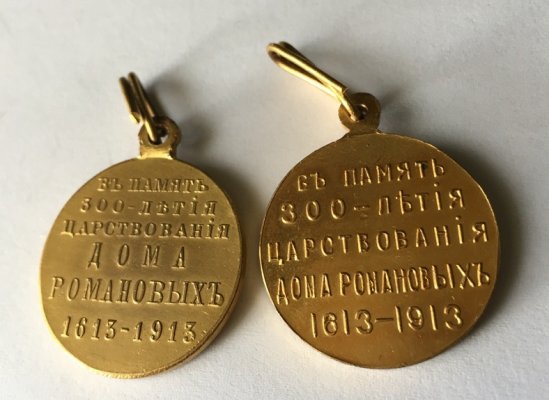 ВЪ ПАМЯТЬ
300-ЛѢТІЯ
ЦАРСТВОВАНІЯ
ДОМА
РОМАНОВЫХЪ
1613-1913
ВЪ ПАМЯТЬ
300-ЛѢТІЯ
ЦАРСТВОВАНІЯ
ДОМА РОМАНОВЫХЪ
1613-1913